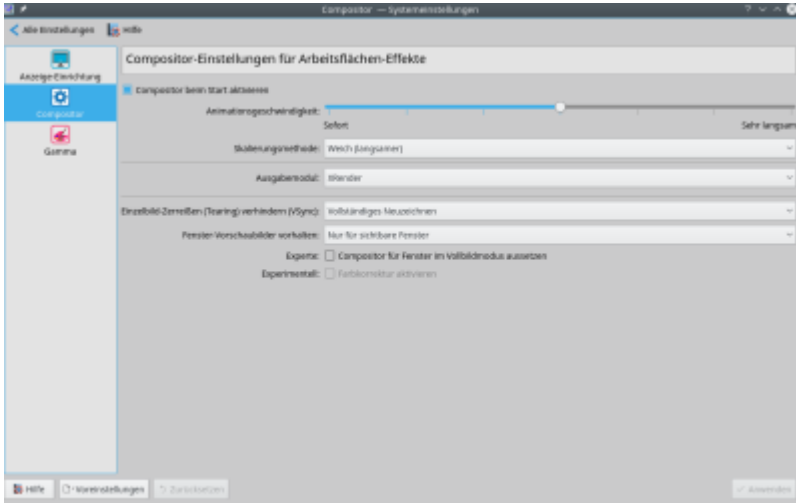 Compositor — Systemeinstellungen
Alle Einstellungen Hilfe
Compositor-Einstellungen für Arbeitsflächen-Effekte
Anzeige-Einrichtung
Compositor
Gamma
Compositor beim Start aktivieren
Animationsgeschwindigkeit:
Sofort Sehr langsam
Skalierungsmethode: Weich (langsamer)
Ausgabemodul: XRender
Einzelbild-Zerreißen (Tearing) verhindern (VSync): Vollständiges Neuzeichnen
Fenster-Vorschaubilder vorhalten: Nur für sichtbare Fenster
Experte: Compositor für Fenster im Vollbildmodus aussetzen
Experimentell: Farbkorrektur aktivieren
Hilfe Voreinstellungen Zurücksetzen Anwenden